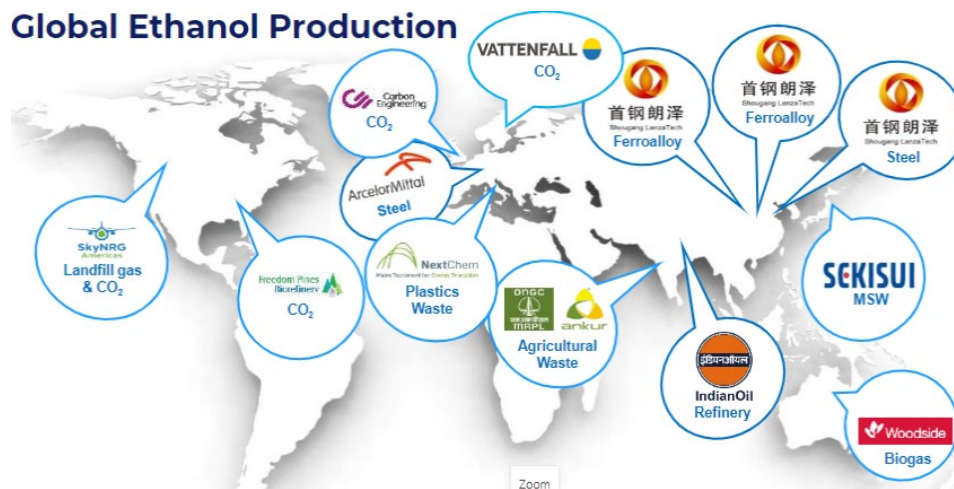 Global Ethanol Production
VATTENFALL
CO₂
Carbon
Engineering
CO₂
首钢朗泽
Shougang LanzaTech
Ferroalloy
首钢朗泽
Shougang LanzaTech
Ferroalloy
首钢朗泽
Shougang LanzaTech
Steel
ArcelorMittal
Steel
SkyNRG
Americas
Landfill gas
& CO₂
Freedom Pines
Biorefinery
CO₂
NextChem
Plastics
Waste
ONGC
MRPL
ankur
Agricultural
Waste
इंडियनऑयल
IndianOil
Refinery
SEKISUI
MSW
Woodside
Biogas
Zoom